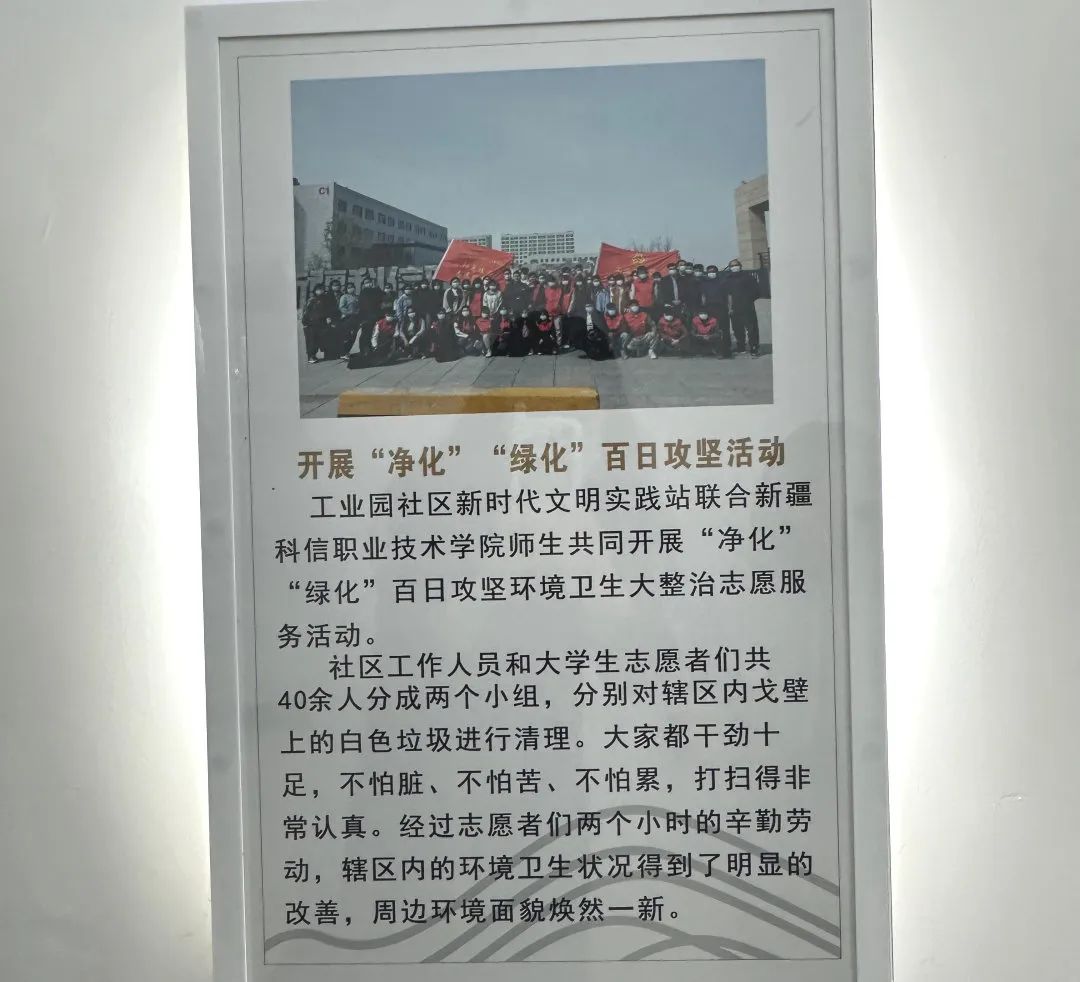 C1
开展“净化”“绿化”百日攻坚活动
工业园社区新时代文明实践站联合新疆
科信职业技术学院师生共同开展“净化”
“绿化”百日攻坚环境卫生大整治志愿服
务活动。
社区工作人员和大学生志愿者们共
40余人分成两个小组，分别对辖区内戈壁
上的白色垃圾进行清理。大家都干劲十
足，不怕脏、不怕苦、不怕累，打扫得非
常认真。经过志愿者们两个小时的辛勤劳
动，辖区内的环境卫生状况得到了明显的
改善，周边环境面貌焕然一新。